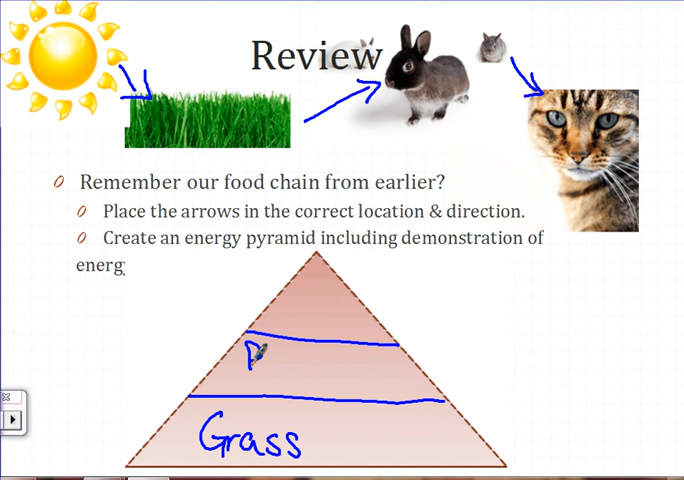 Review
O Remember our food chain from earlier?
O Place the arrows in the correct location & direction.
O Create an energy pyramid including demonstration of
energ
Grass